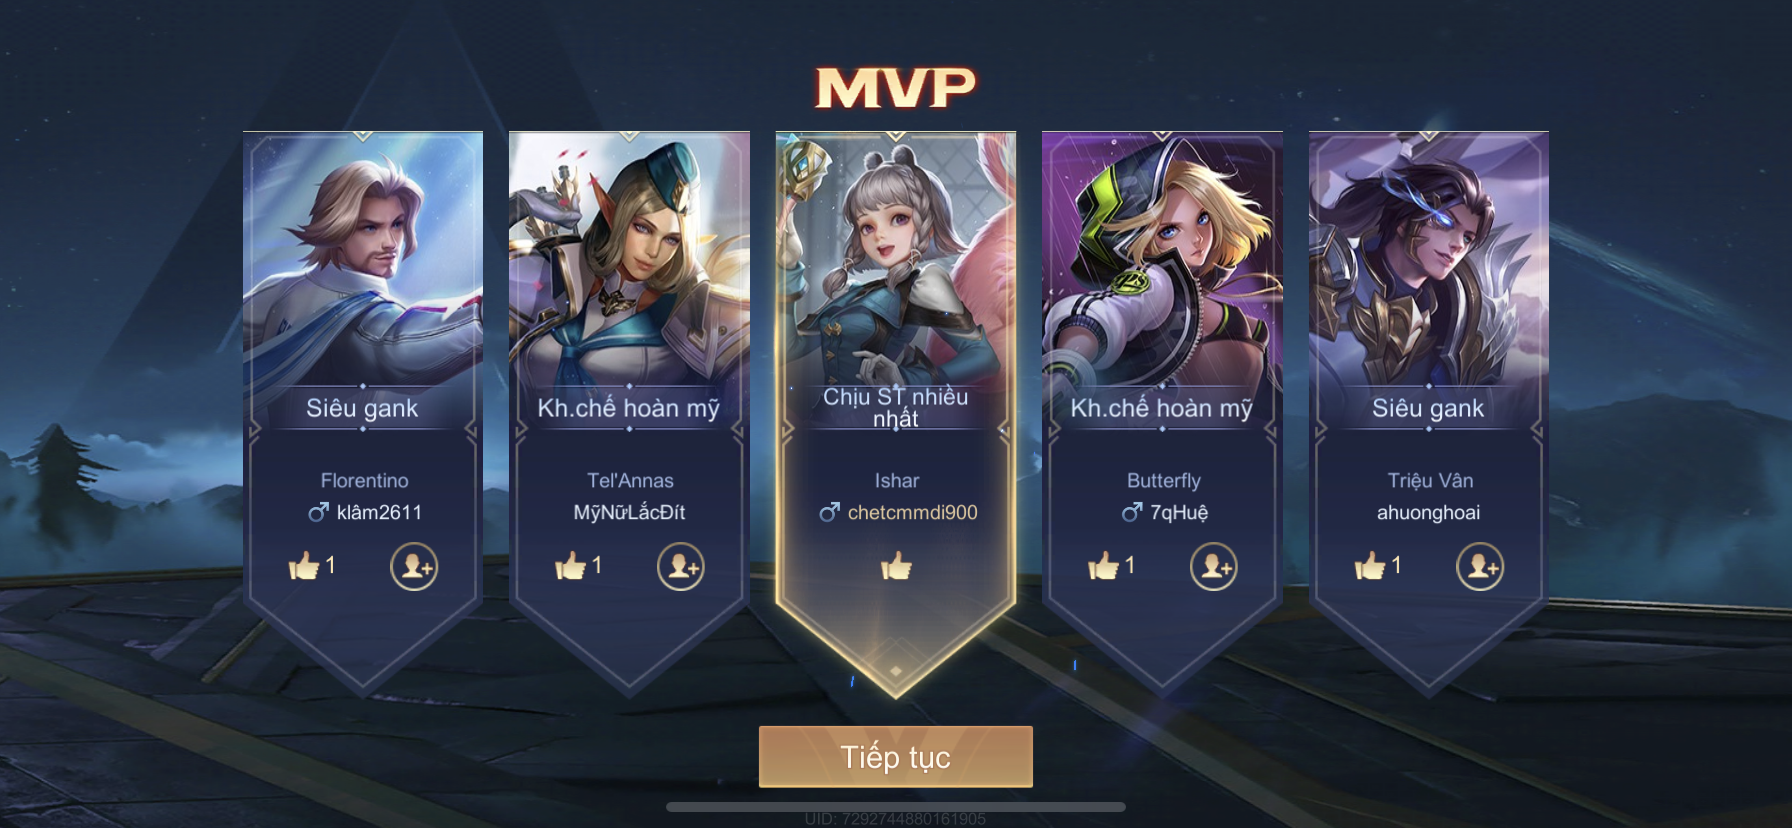 MVP
Siêu gank
Florentino
klâm2611
1
Kh.chế hoàn mỹ
Tel'Annas
MỹNữLắcĐít
1
Chịu ST nhiều
nhất
Ishar
chetcmmdi900
Kh.chế hoàn mỹ
Butterfly
7qHuệ
1
Siêu gank
Triệu Vân
ahuonghoai
1
Tiếp tục
UID: 7292744880161905